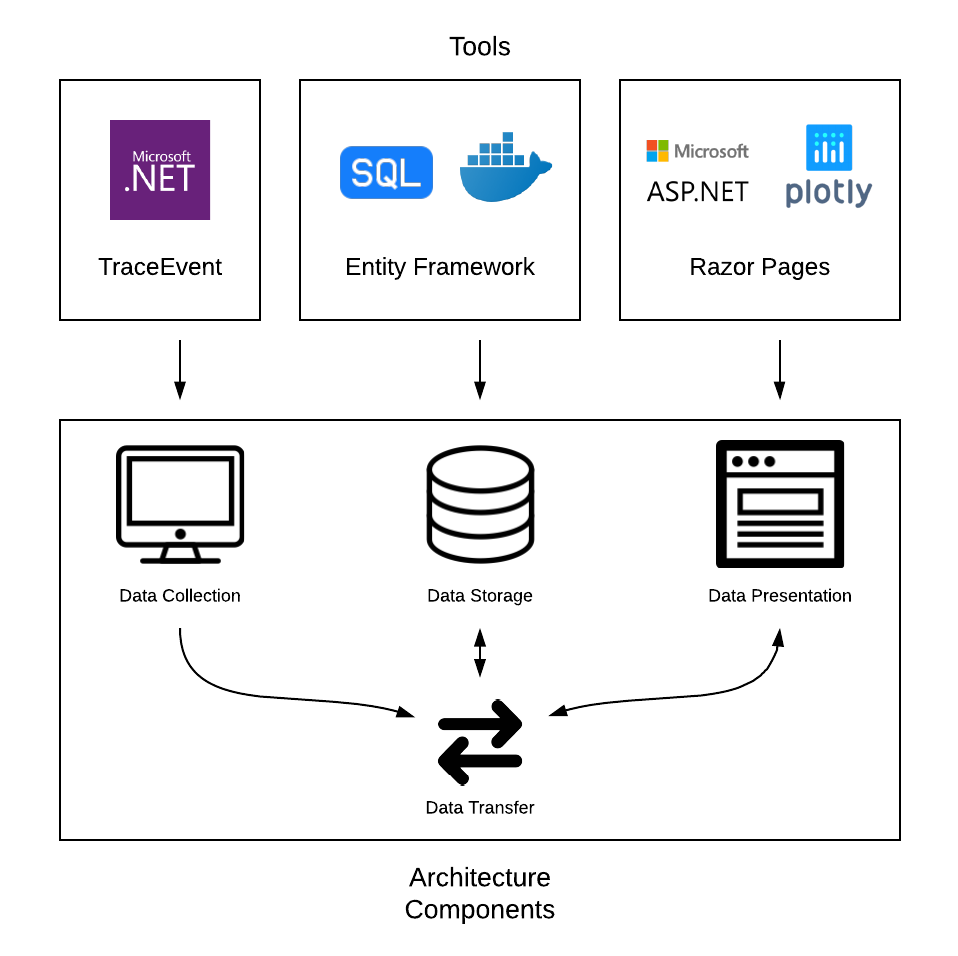 Tools
Microsoft
.NET
TraceEvent
SQL
Entity Framework
Microsoft
ASP.NET
plotly
Razor Pages
Data Collection
Data Storage
Data Presentation
Data Transfer
Architecture
Components